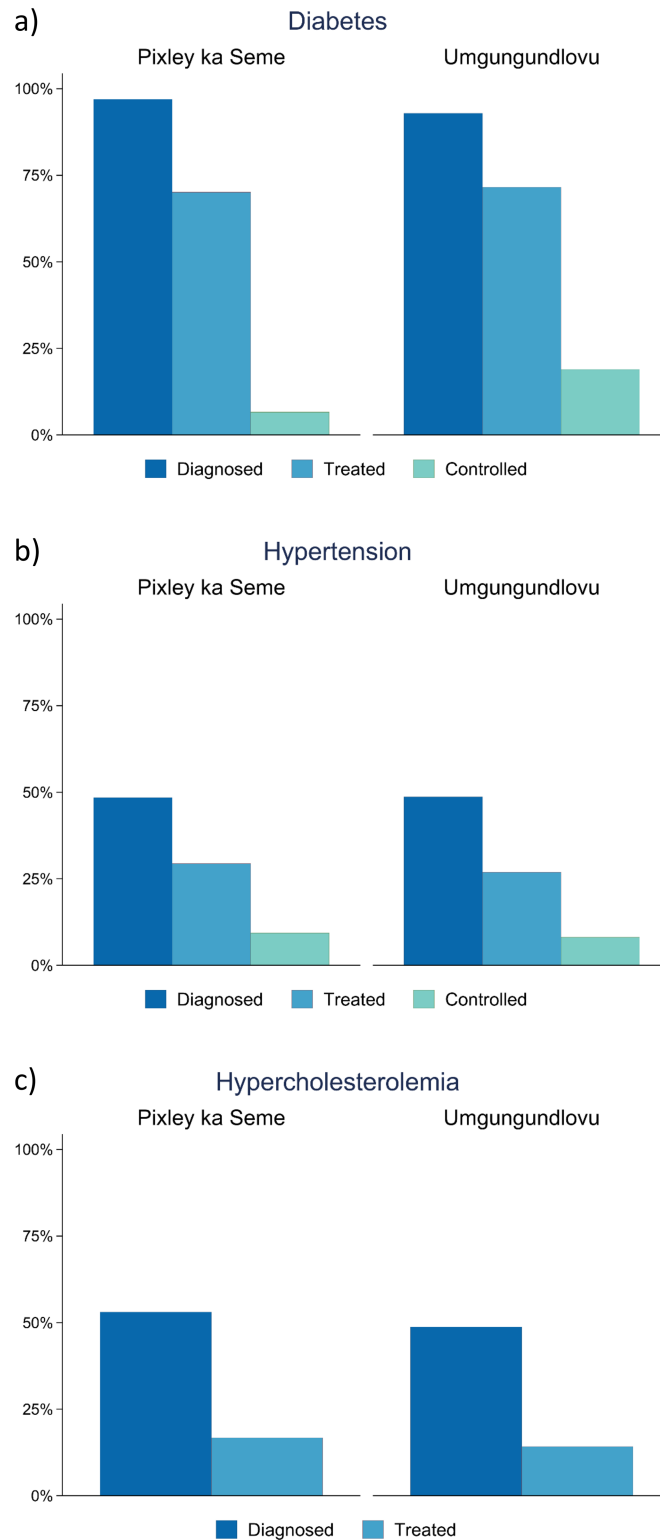 a)
Diabetes
Pixley ka Seme Umgungundlovu
100%
75%
50%
25%
0%
Diagnosed Treated Controlled
b)
Hypertension
Pixley ka Seme Umgungundlovu
100%
75%
50%
25%
0%
Diagnosed Treated Controlled
c)
Hypercholesterolemia
Pixley ka Seme Umgungundlovu
100%
75%
50%
25%
0%
Diagnosed Treated